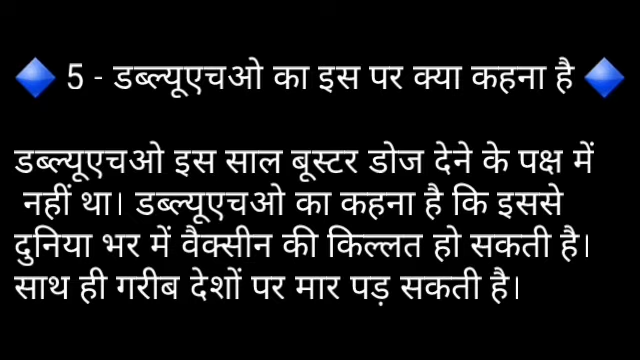 🔷 5 - डब्ल्यूएचओ का इस पर क्या कहना है 🔷
डब्ल्यूएचओ इस साल बूस्टर डोज देने के पक्ष में
नहीं था। डब्ल्यूएचओ का कहना है कि इससे
दुनिया भर में वैक्सीन की किल्लत हो सकती है।
साथ ही गरीब देशों पर मार पड़ सकती है।